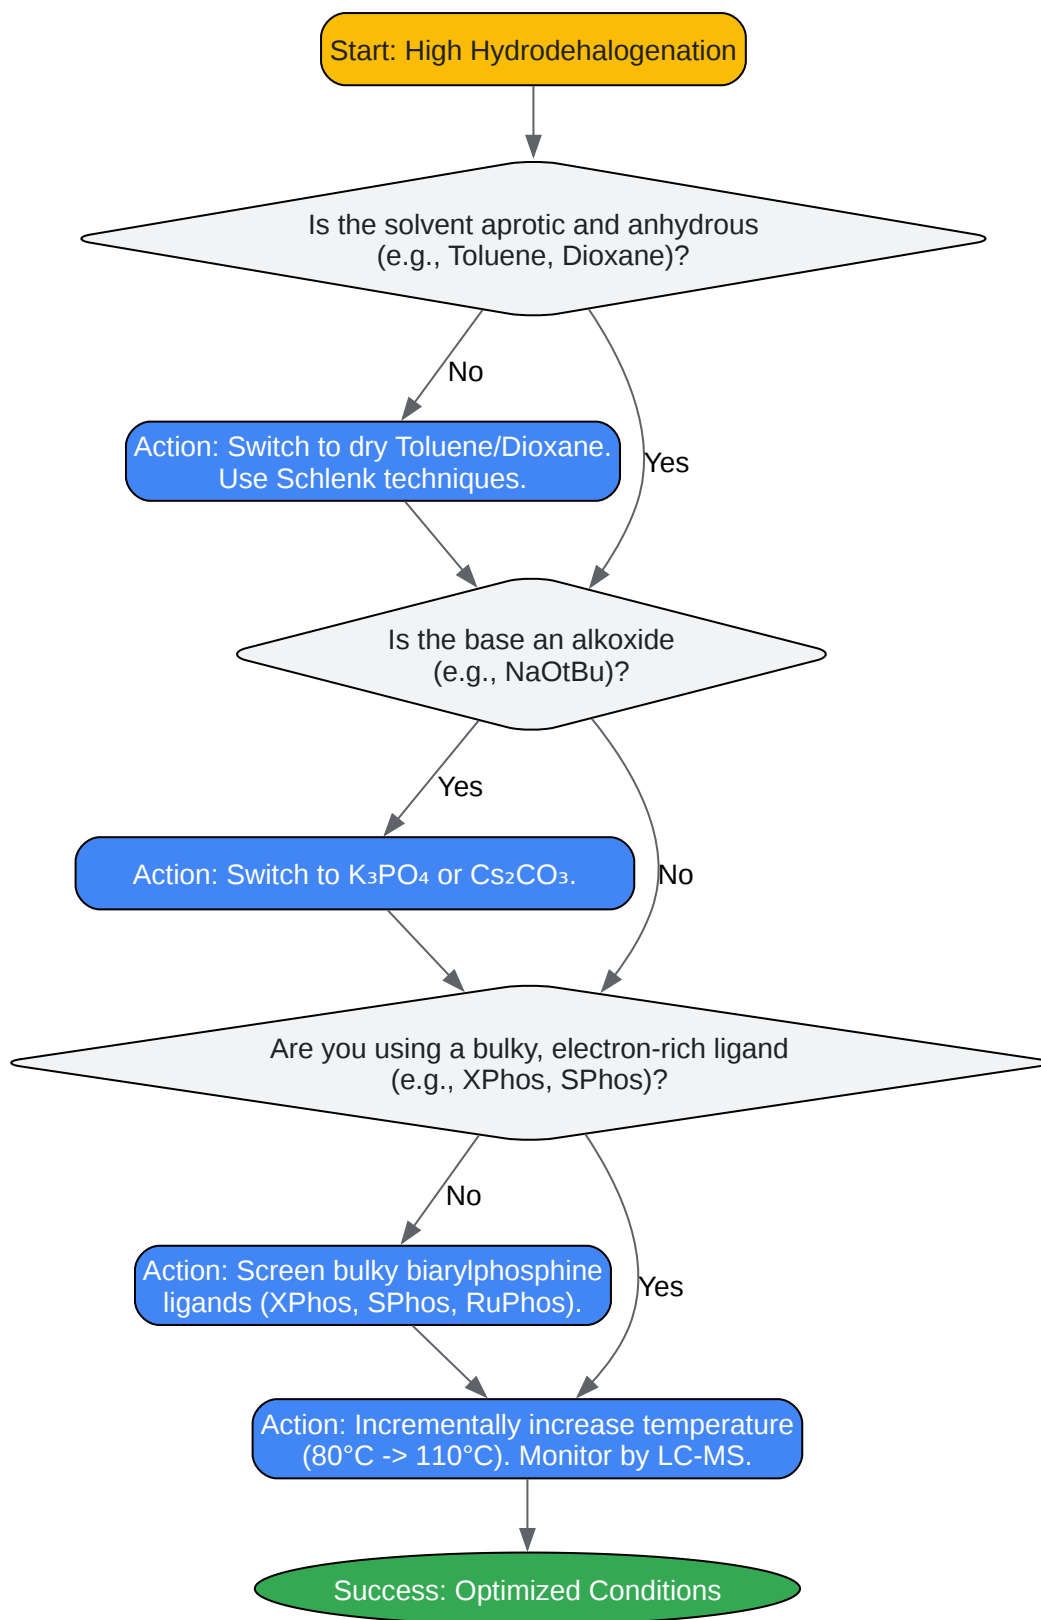 Start: High Hydrodehalogenation
Is the solvent aprotic and anhydrous
(e.g., Toluene, Dioxane)?
No
Action: Switch to dry Toluene/Dioxane.
Use Schlenk techniques.
Yes
Is the base an alkoxide
(e.g., NaOtBu)?
Yes
Action: Switch to K₃PO₄ or Cs₂CO₃.
No
Are you using a bulky, electron-rich ligand
(e.g., XPhos, SPhos)?
No
Action: Screen bulky biarylphosphine
ligands (XPhos, SPhos, RuPhos).
Yes
Action: Incrementally increase temperature
(80°C -> 110°C). Monitor by LC-MS.
Success: Optimized Conditions